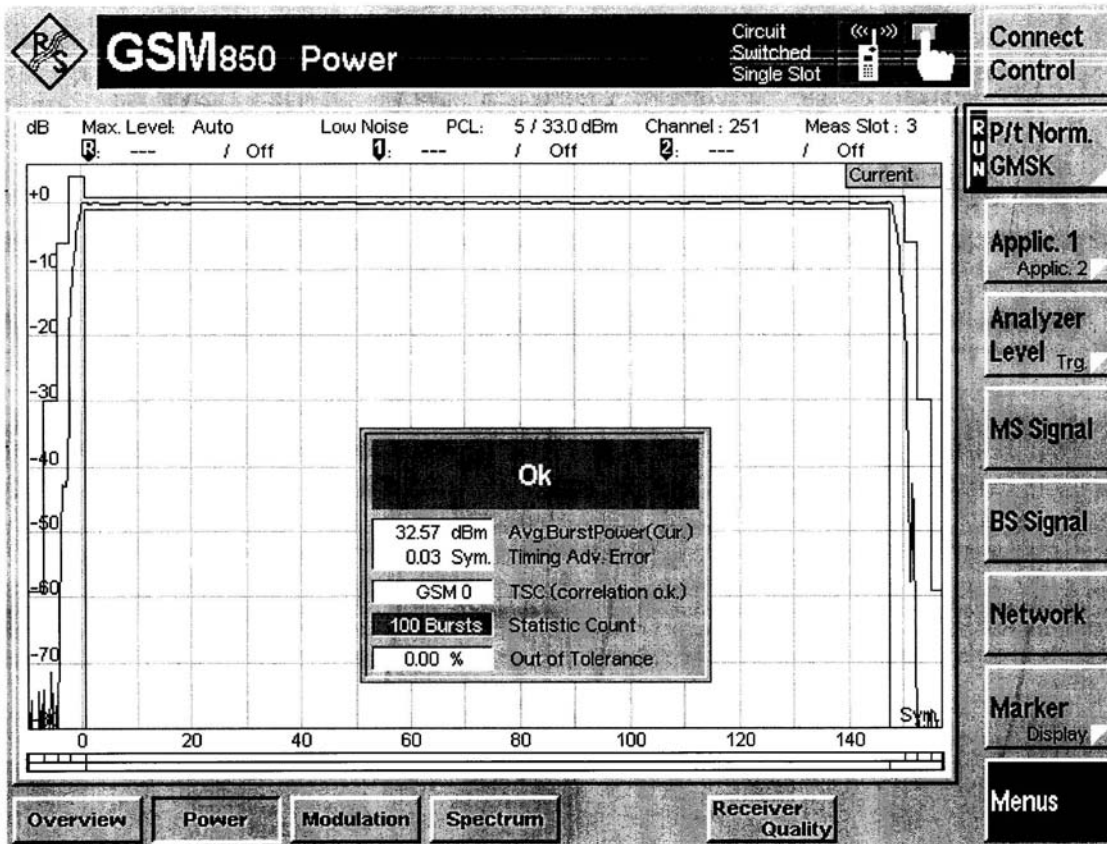 R S
GSM850 Power
Circuit
Switched
Single Slot
Connect
Control
dB Max. Level: Auto Low Noise PCL: 5 / 33.0 dBm Channel : 251 Meas Slot : 3
R: --- / Off 1: --- / Off 2: --- / Off
Current
RUN
P/t Norm.
GMSK
Applic. 1
Applic. 2
Analyzer
Level Trg.
MS Signal
BS Signal
Network
Marker
Display
Menus
+0
-10
-20
-30
-40
-50
-60
-70
Ok
32.57 dBm Avg.BurstPower(Cur.)
0.03 Sym. Timing Adv. Error
GSM 0 TSC (correlation o.k.)
100 Bursts Statistic Count
0.00 % Out of Tolerance
Sym.
0 20 40 60 80 100 120 140
Overview Power Modulation Spectrum Receiver
Quality